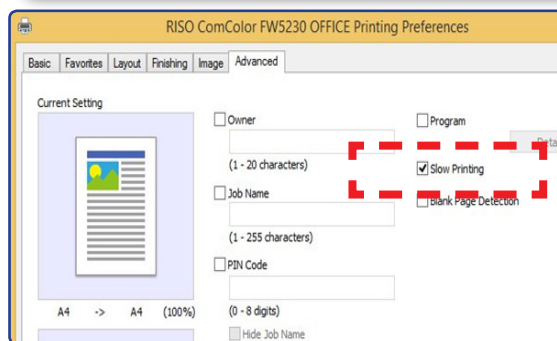 RISO ComColor FW5230 OFFICE Printing Preferences
Basic Favorites Layout Finishing Image Advanced
Current Setting
Owner
(1 - 20 characters)
Job Name
(1 - 255 characters)
PIN Code
(0 - 8 digits)
Hide Job Name
Program
Slow Printing
Blank Page Detection
A4 -> A4 (100%)